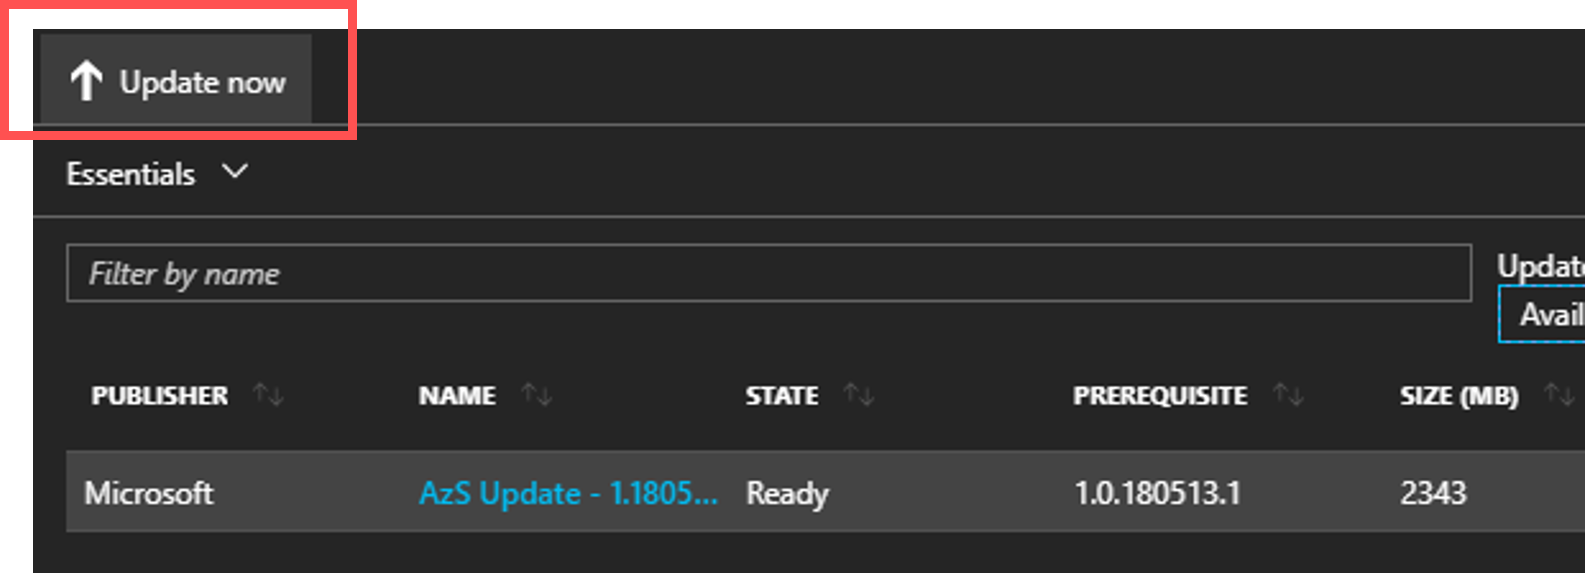 Update now
Essentials
Filter by name
Updat
Avail
PUBLISHER NAME STATE PREREQUISITE SIZE (MB)
Microsoft AzS Update - 1.1805... Ready 1.0.180513.1 2343